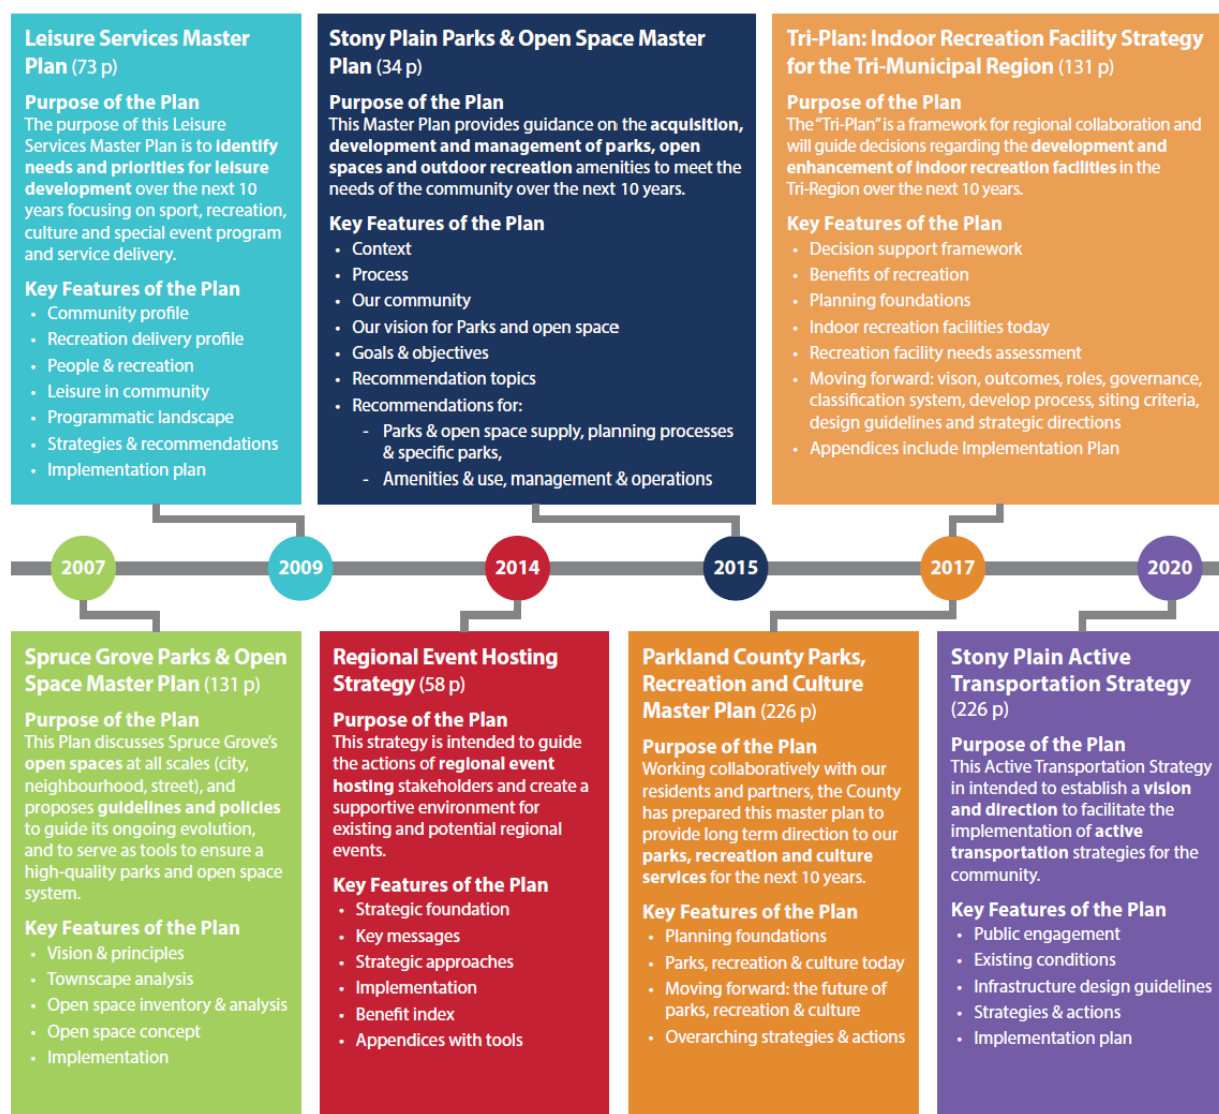 Leisure Services Master
Plan (73 p)
Purpose of the Plan
The purpose of this Leisure
Services Master Plan is to identify
needs and priorities for leisure
development over the next 10
years focusing on sport, recreation,
culture and special event program
and service delivery.
Key Features of the Plan
• Community profile
• Recreation delivery profile
• People & recreation
• Leisure in community
• Programmatic landscape
• Strategies & recommendations
• Implementation plan
Stony Plain Parks & Open Space Master
Plan (34 p)
Purpose of the Plan
This Master Plan provides guidance on the acquisition,
development and management of parks, open
spaces and outdoor recreation amenities to meet the
needs of the community over the next 10 years.
Key Features of the Plan
• Context
• Process
• Our community
• Our vision for Parks and open space
• Goals & objectives
• Recommendation topics
• Recommendations for:
- Parks & open space supply, planning processes
& specific parks,
- Amenities & use, management & operations
Tri-Plan: Indoor Recreation Facility Strategy
for the Tri-Municipal Region (131 p)
Purpose of the Plan
The "Tri-Plan" is a framework for regional collaboration and
will guide decisions regarding the development and
enhancement of indoor recreation facilities in the
Tri-Region over the next 10 years.
Key Features of the Plan
• Decision support framework
• Benefits of recreation
• Planning foundations
• Indoor recreation facilities today
• Recreation facility needs assessment
• Moving forward: vison, outcomes, roles, governance,
classification system, develop process, siting criteria,
design guidelines and strategic directions
• Appendices include Implementation Plan
2007
2009
2014
2015
2017
2020
Spruce Grove Parks & Open
Space Master Plan (131 p)
Purpose of the Plan
This Plan discusses Spruce Grove's
open spaces at all scales (city,
neighbourhood, street), and
proposes guidelines and policies
to guide its ongoing evolution,
and to serve as tools to ensure a
high-quality parks and open space
system.
Key Features of the Plan
• Vision & principles
• Townscape analysis
• Open space inventory & analysis
• Open space concept
• Implementation
Regional Event Hosting
Strategy (58 p)
Purpose of the Plan
This strategy is intended to guide
the actions of regional event
hosting stakeholders and create a
supportive environment for
existing and potential regional
events.
Key Features of the Plan
• Strategic foundation
• Key messages
• Strategic approaches
• Implementation
• Benefit index
• Appendices with tools
Parkland County Parks,
Recreation and Culture
Master Plan (226 p)
Purpose of the Plan
Working collaboratively with our
residents and partners, the County
has prepared this master plan to
provide long term direction to our
parks, recreation and culture
services for the next 10 years.
Key Features of the Plan
• Planning foundations
• Parks, recreation & culture today
• Moving forward: the future of
parks, recreation & culture
• Overarching strategies & actions
Stony Plain Active
Transportation Strategy
(226 p)
Purpose of the Plan
This Active Transportation Strategy
in intended to establish a vision
and direction to facilitate the
implementation of active
transportation strategies for the
community.
Key Features of the Plan
• Public engagement
• Existing conditions
• Infrastructure design guidelines
• Strategies & actions
• Implementation plan